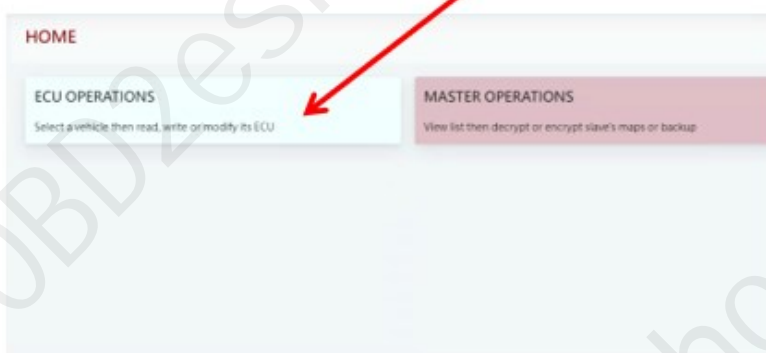 HOME
ECU OPERATIONS
Select a vehicle then read, write or modify its ECU
MASTER OPERATIONS
View list then decrypt or encrypt slave's maps or backup